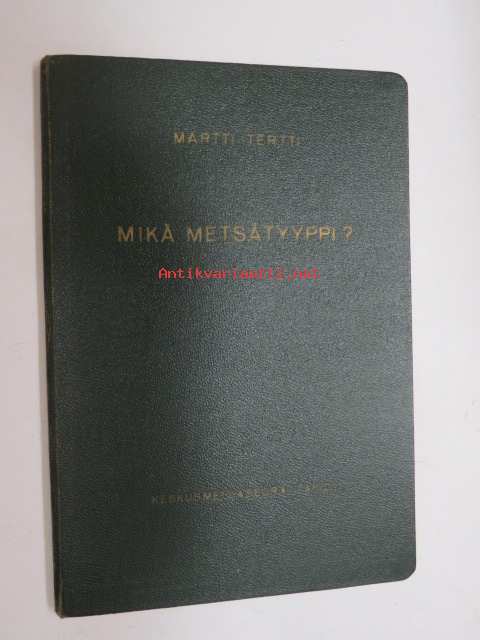 MARTTI TERTTI
MIKÄ METSÄTYYPPI?
Antikvariaatti.net
KESKUSMETSÄSEURA TAPIO